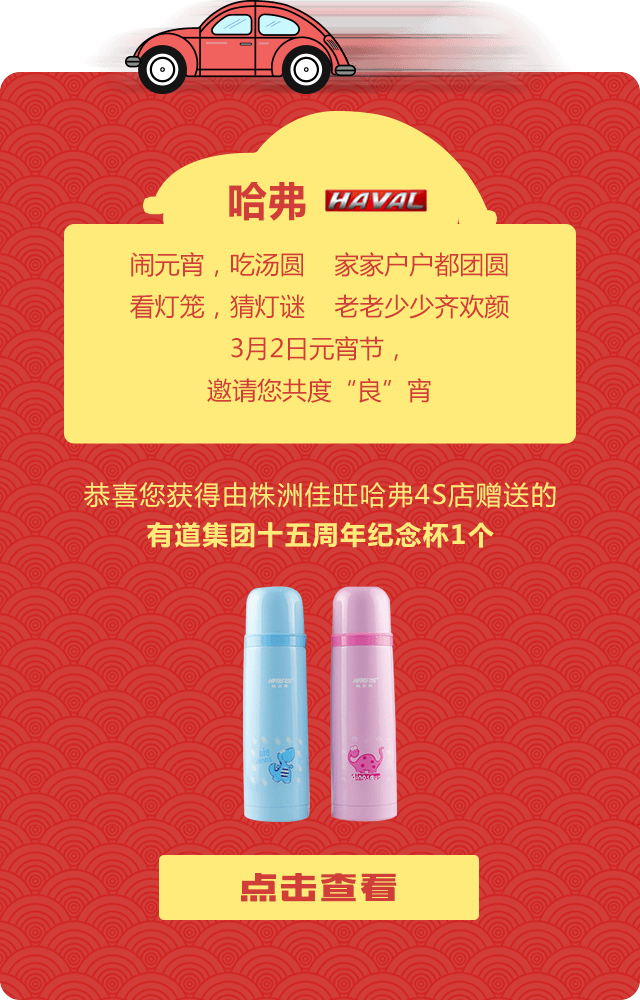 哈弗 HAVAL
闹元宵，吃汤圆 家家户户都团圆
看灯笼，猜灯谜 老老少少齐欢颜
3月2日元宵节，
邀请您共度“良”宵
恭喜您获得由株洲佳旺哈弗4S店赠送的
有道集团十五周年纪念杯1个
点击查看